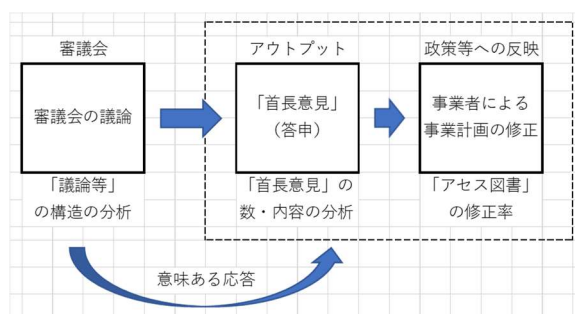 審議会
アウトプット
政策等への反映
審議会の議論
「首長意見」
（答申）
事業者による
事業計画の修正
「議論等」
の構造の分析
「首長意見」の
数・内容の分析
「アセス図書」
の修正率
意味ある応答